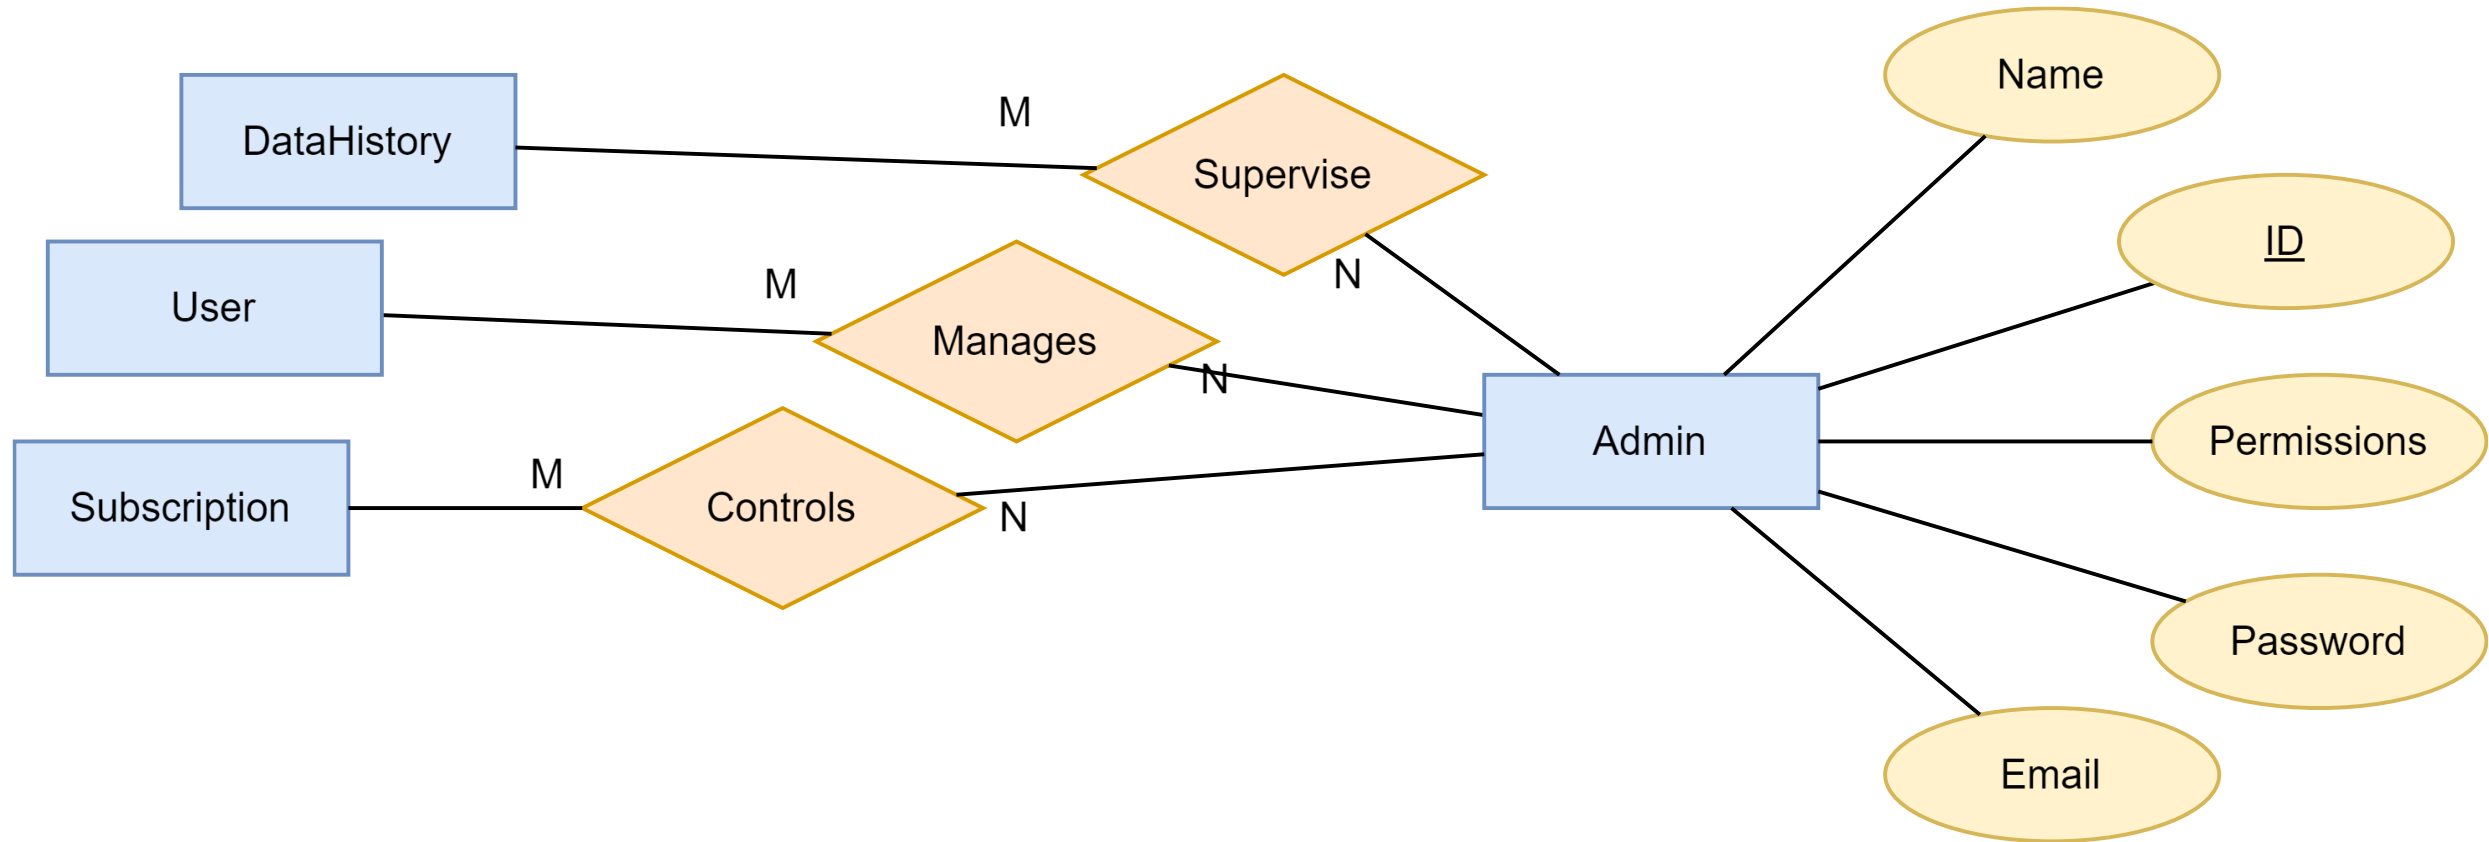 Name
M
DataHistory
Supervise
ID
N
M
User
Manages
N
Admin
Permissions
M
Subscription
Controls
N
Password
Email